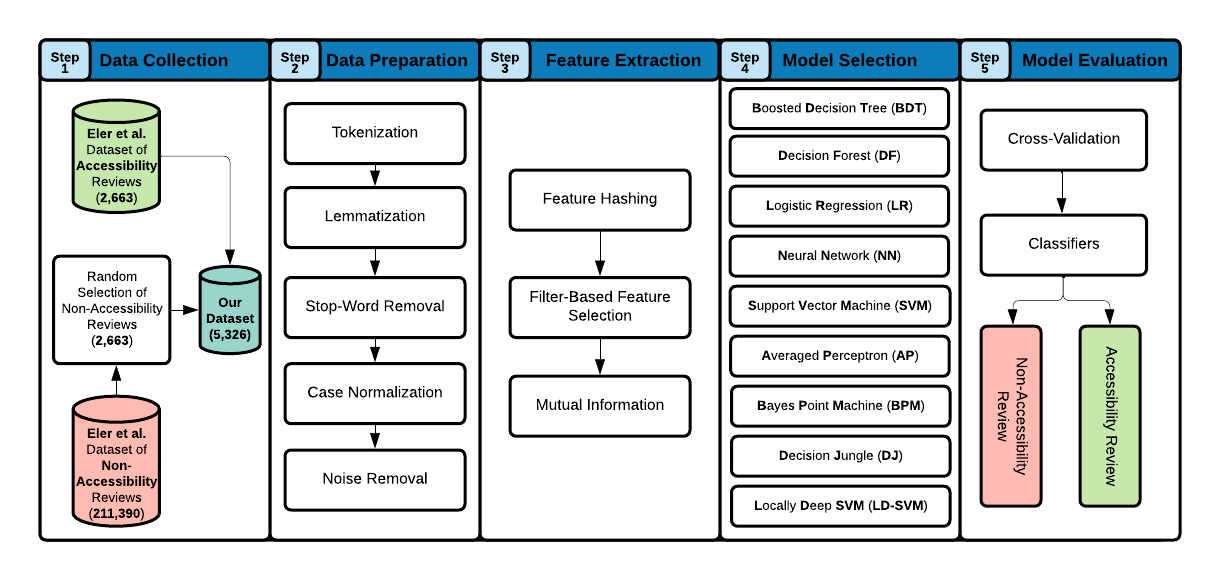 Step
1
Data Collection
Eler et al.
Dataset of
Accessibility
Reviews
(2,663)
Random
Selection of
Non-Accessibility
Reviews
(2,663)
Our
Dataset
(5,326)
Eler et al.
Dataset of
Non-
Accessibility
Reviews
(211,390)
Step
2
Data Preparation
Tokenization
Lemmatization
Stop-Word Removal
Case Normalization
Noise Removal
Step
3
Feature Extraction
Feature Hashing
Filter-Based Feature
Selection
Mutual Information
Step
4
Model Selection
Boosted Decision Tree (BDT)
Decision Forest (DF)
Logistic Regression (LR)
Neural Network (NN)
Support Vector Machine (SVM)
Averaged Perceptron (AP)
Bayes Point Machine (BPM)
Decision Jungle (DJ)
Locally Deep SVM (LD-SVM)
Step
5
Model Evaluation
Cross-Validation
Classifiers
Non-Accessibility
Review
Accessibility Review